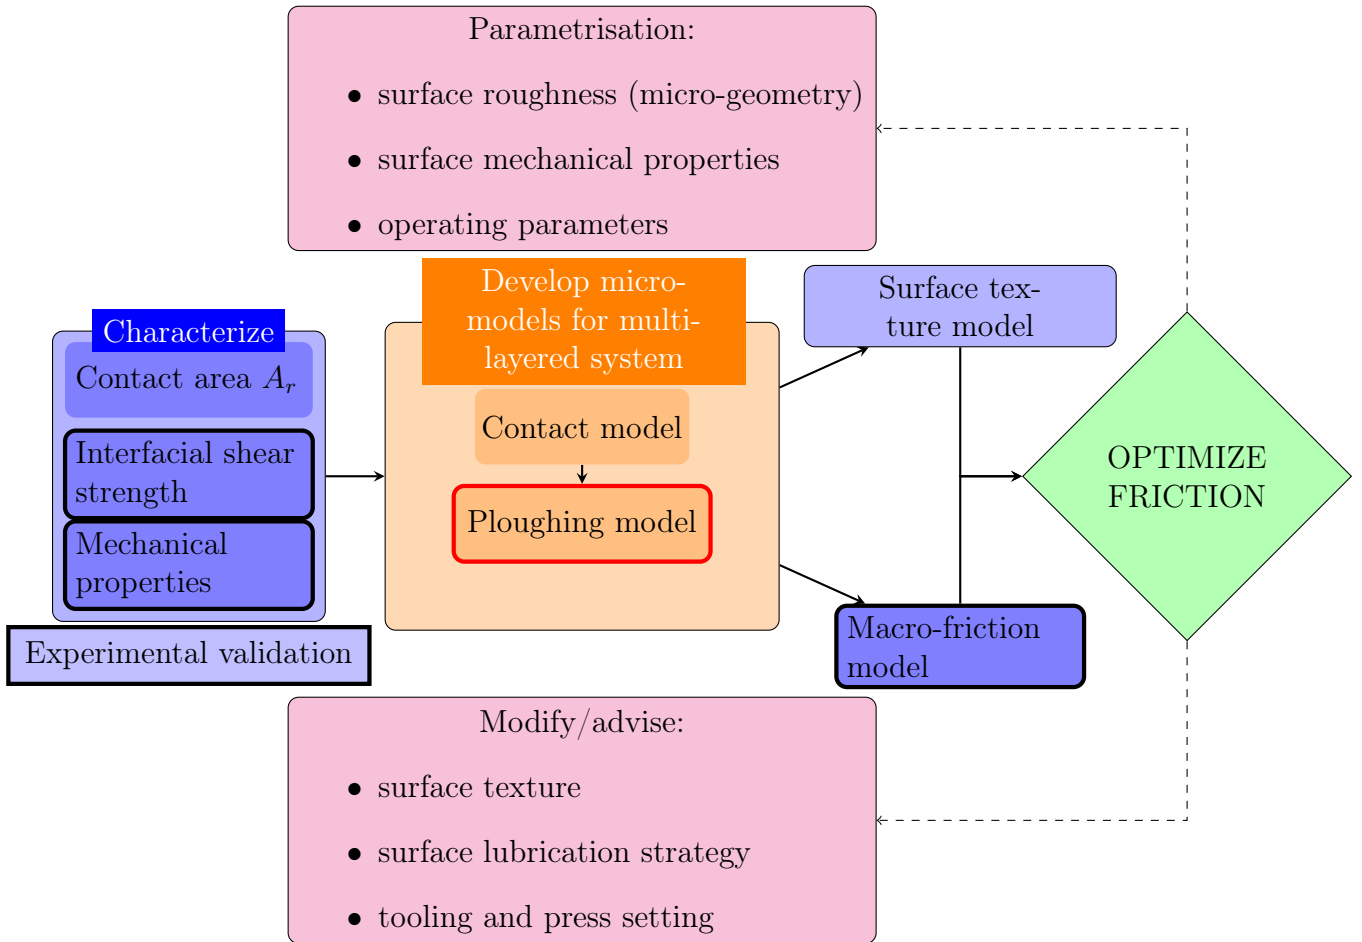 Parametrisation:
• surface roughness (micro-geometry)
• surface mechanical properties
• operating parameters
Characterize
Contact area A_r
Interfacial shear
strength
Mechanical
properties
Experimental validation
Develop micro-
models for multi-
layered system
Contact model
Ploughing model
Surface tex-
ture model
Macro-friction
model
OPTIMIZE
FRICTION
Modify/advise:
• surface texture
• surface lubrication strategy
• tooling and press setting